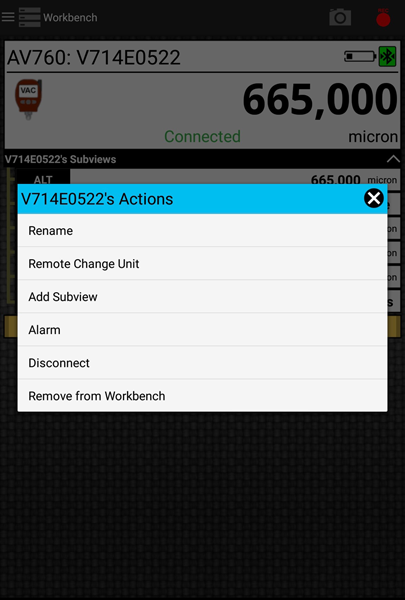 Workbench
AV760: V714E0522
VAC
665,000
Connected
micron
V714E0522's Subviews
ALT
665,000 micron
V714E0522's Actions
Rename
Remote Change Unit
Add Subview
Alarm
Disconnect
Remove from Workbench